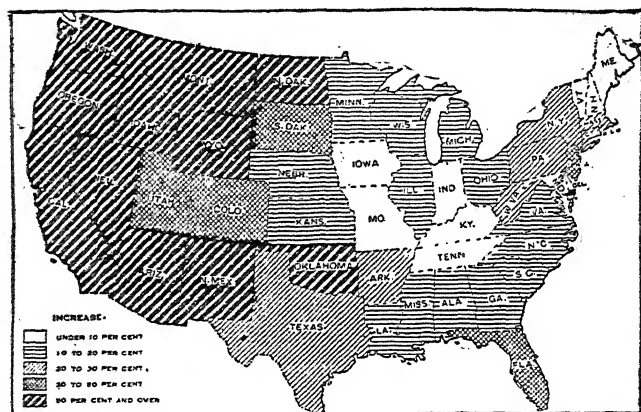 WASH.
MONT.
N.DAK.
MINN.
ME.
VT.
N.H.
OREGON
S.DAK.
WIS.
MICH.
N.Y.
WYO.
IOWA
PA.
NEBR.
ILL.
IND
OHIO
NEV.
UTAH
COLO.
KANS.
MO.
KY.
W.VA.
VA.
CAL.
TENN
N.C.
ARIZ.
N.MEX.
OKLAHOMA
ARK.
S.C.
TEXAS
LA.
MISS.
ALA
GA.
FLA.
INCREASE.
UNDER 10 PER CENT
10 TO 20 PER CENT
20 TO 30 PER CENT.
30 TO 50 PER CENT
50 PER CENT AND OVER